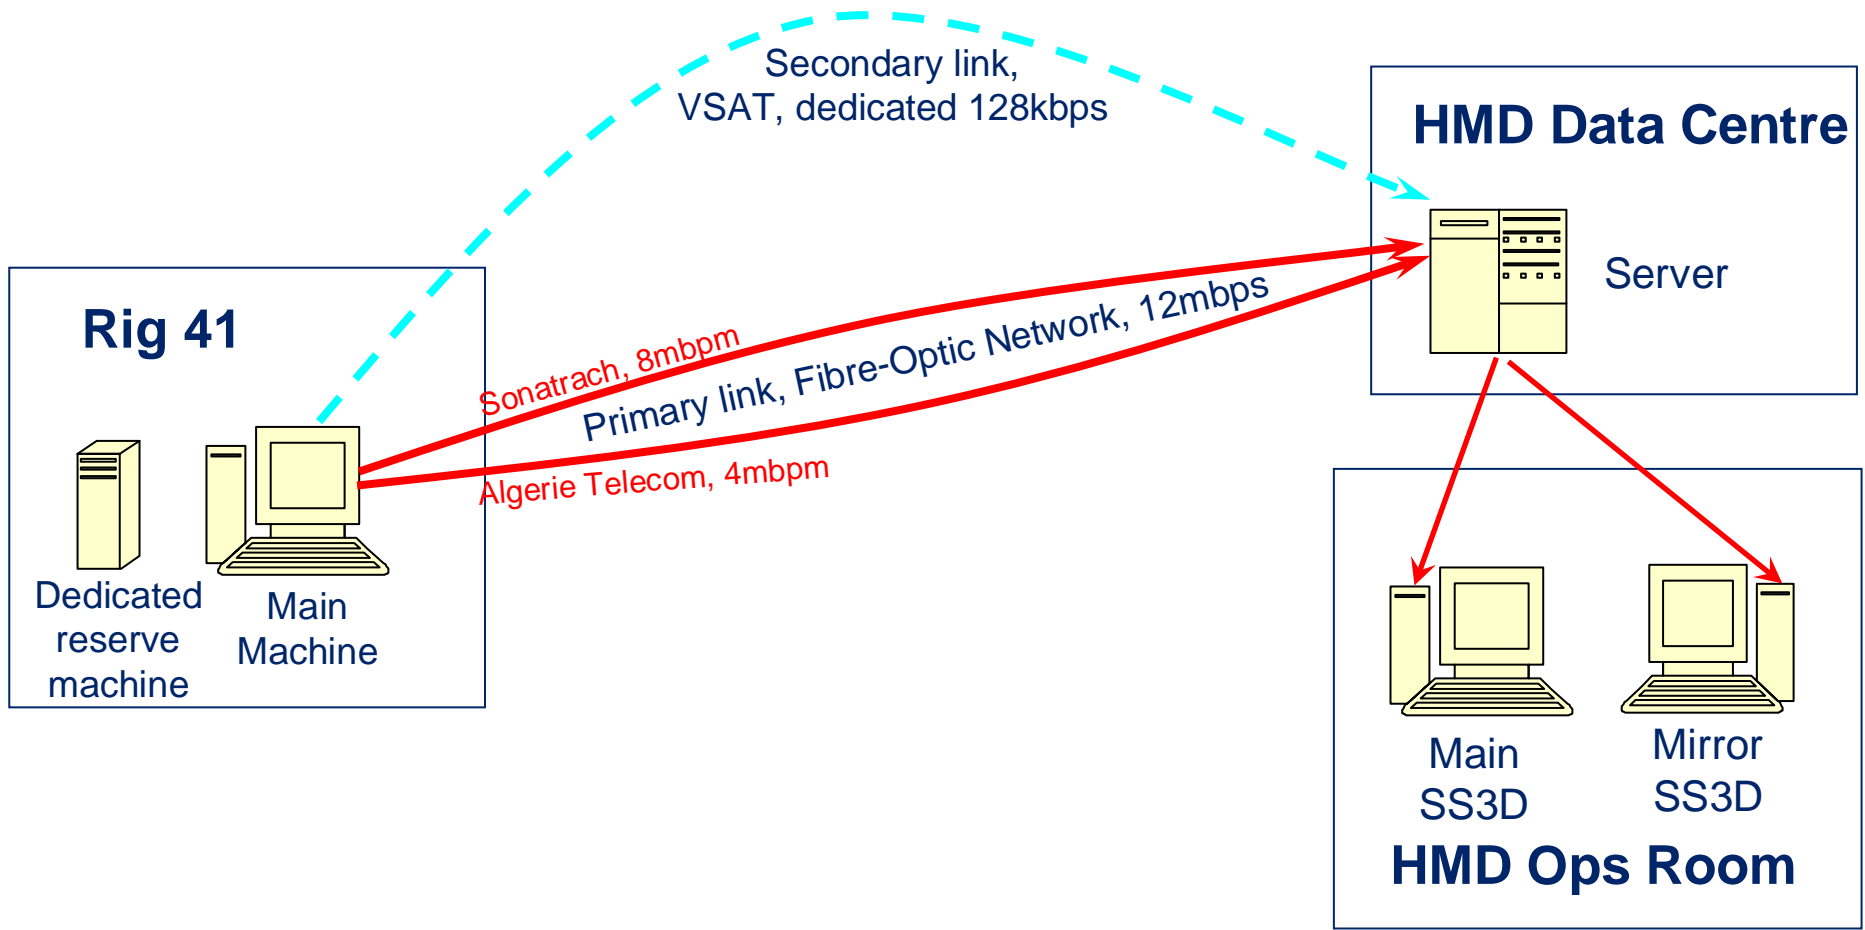 Secondary link,
VSAT, dedicated 128kbps
HMD Data Centre
Server
Rig 41
Sonatrach, 8mbpm
Primary link, Fibre-Optic Network, 12mbps
Algerie Telecom, 4mbpm
Dedicated
reserve
machine
Main
Machine
Main
SS3D
Mirror
SS3D
HMD Ops Room